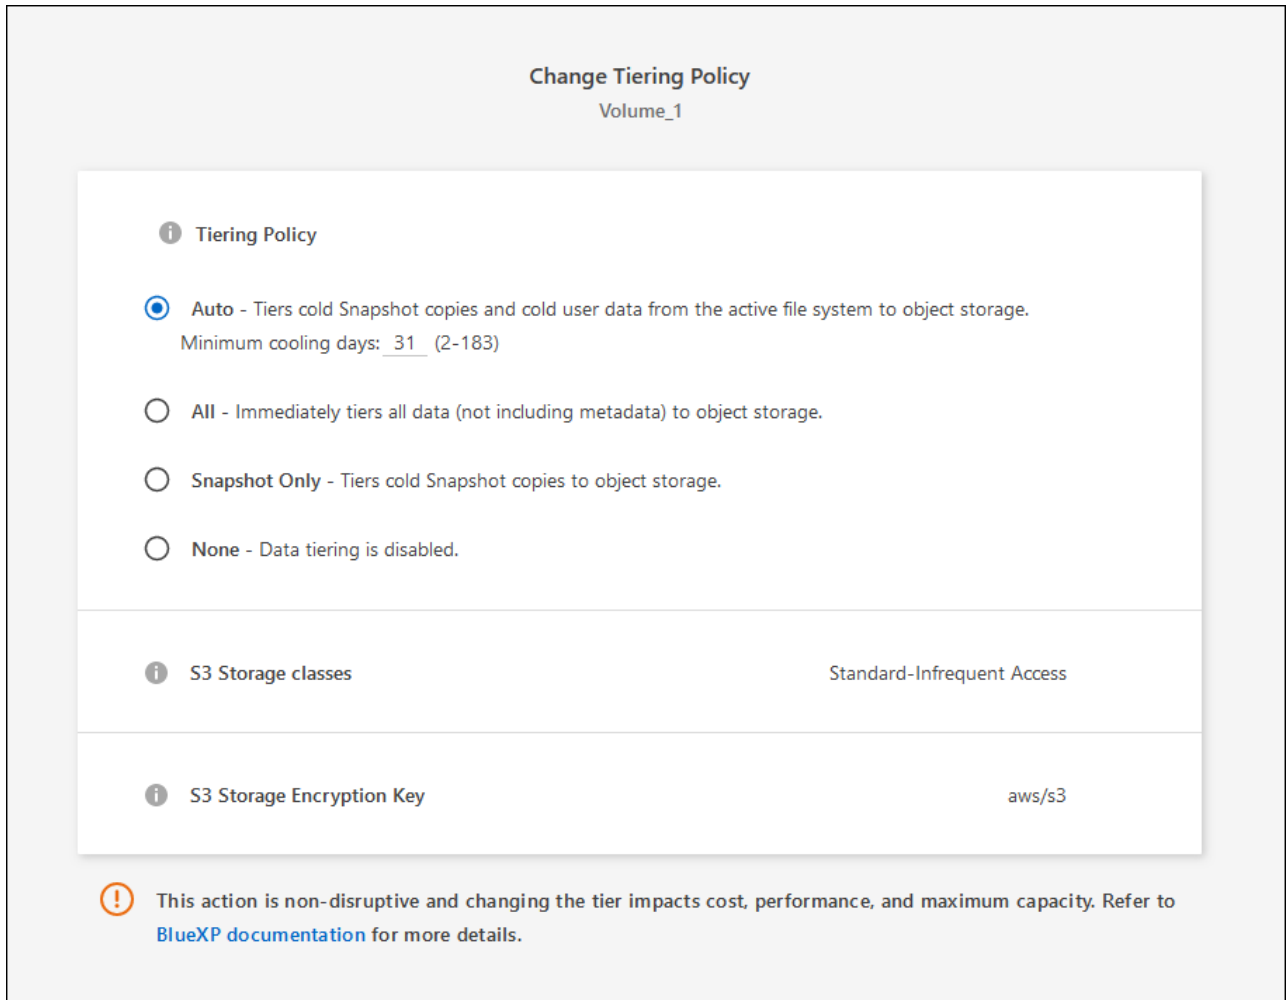 Change Tiering Policy
Volume_1
Tiering Policy
Auto - Tiers cold Snapshot copies and cold user data from the active file system to object storage.
Minimum cooling days: 31 (2-183)
All - Immediately tiers all data (not including metadata) to object storage.
Snapshot Only - Tiers cold Snapshot copies to object storage.
None - Data tiering is disabled.
S3 Storage classes Standard-Infrequent Access
S3 Storage Encryption Key aws/s3
This action is non-disruptive and changing the tier impacts cost, performance, and maximum capacity. Refer to
BlueXP documentation for more details.